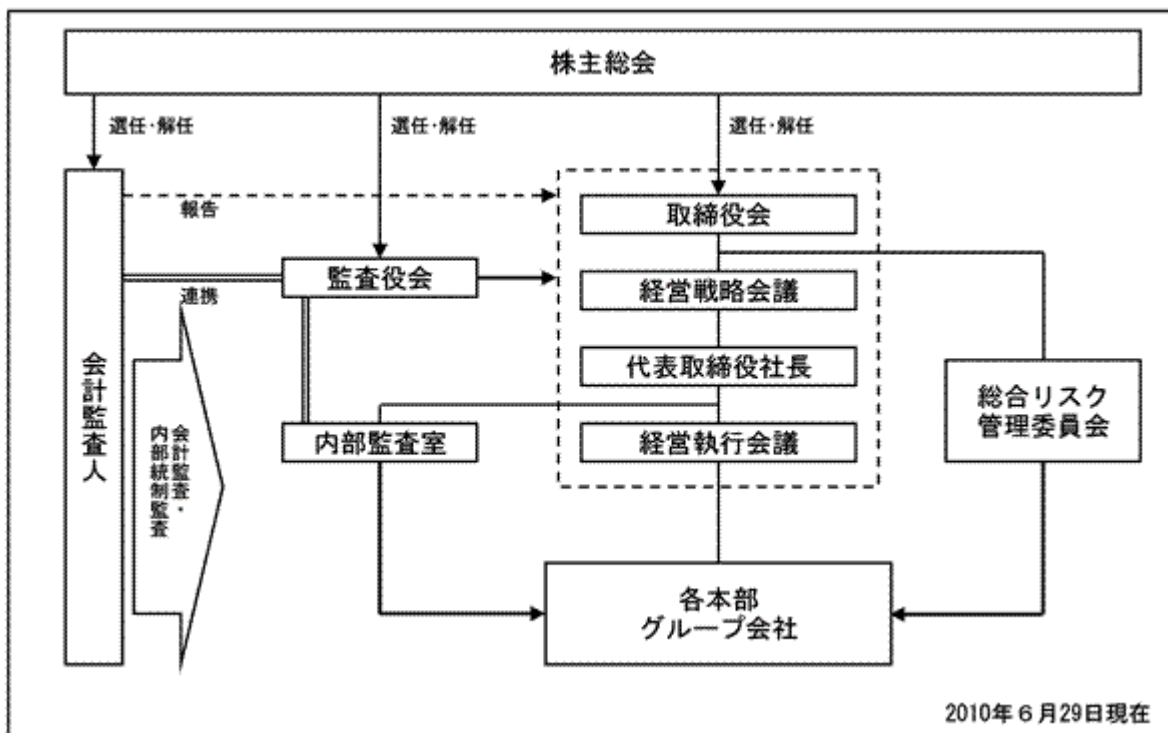 株主総会
選任・解任
選任・解任
選任・解任
報告
取締役会
監査役会
連携
経営戦略会議
代表取締役社長
会計監査人
総合リスク
管理委員会
内部監査室
経営執行会議
会計監査・
内部統制監査
各本部
グループ会社
2010年6月29日現在